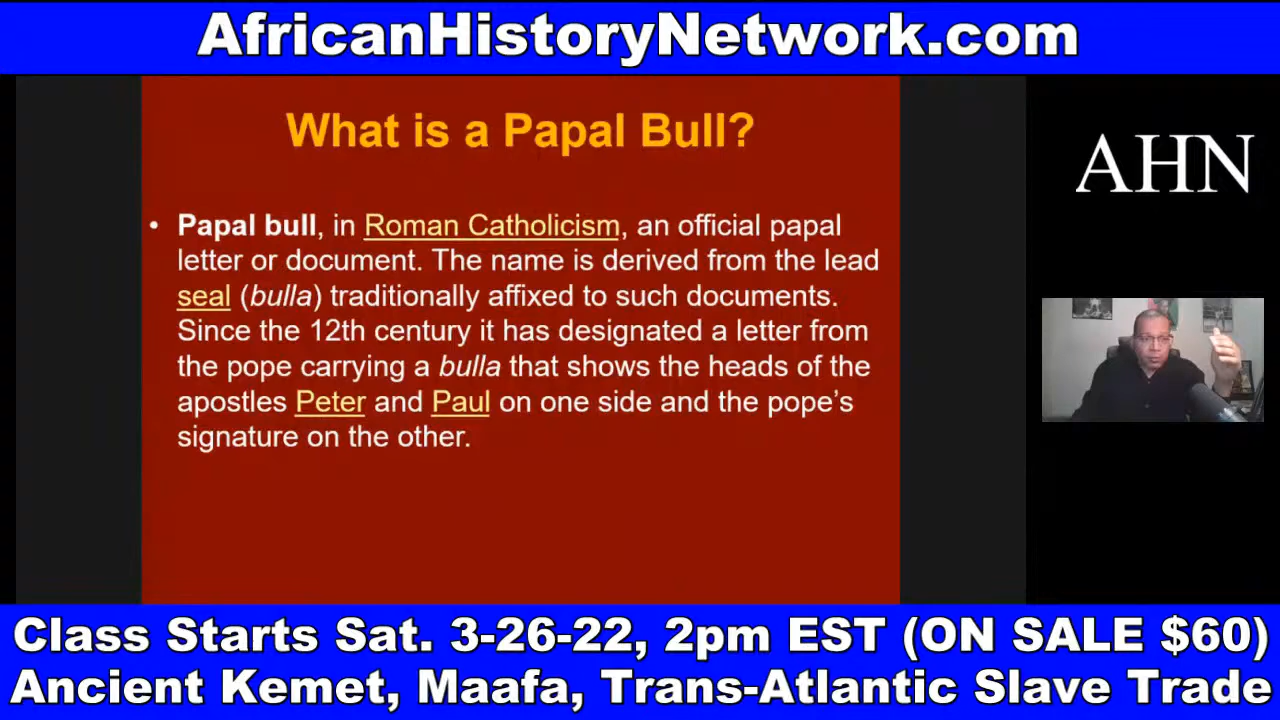 AfricanHistoryNetwork.com
What is a Papal Bull?
AHN
• Papal bull, in Roman Catholicism, an official papal
letter or document. The name is derived from the lead
seal (bulla) traditionally affixed to such documents.
Since the 12th century it has designated a letter from
the pope carrying a bulla that shows the heads of the
apostles Peter and Paul on one side and the pope’s
signature on the other.
Class Starts Sat. 3-26-22, 2pm EST (ON SALE $60)
Ancient Kemet, Maafa, Trans-Atlantic Slave Trade